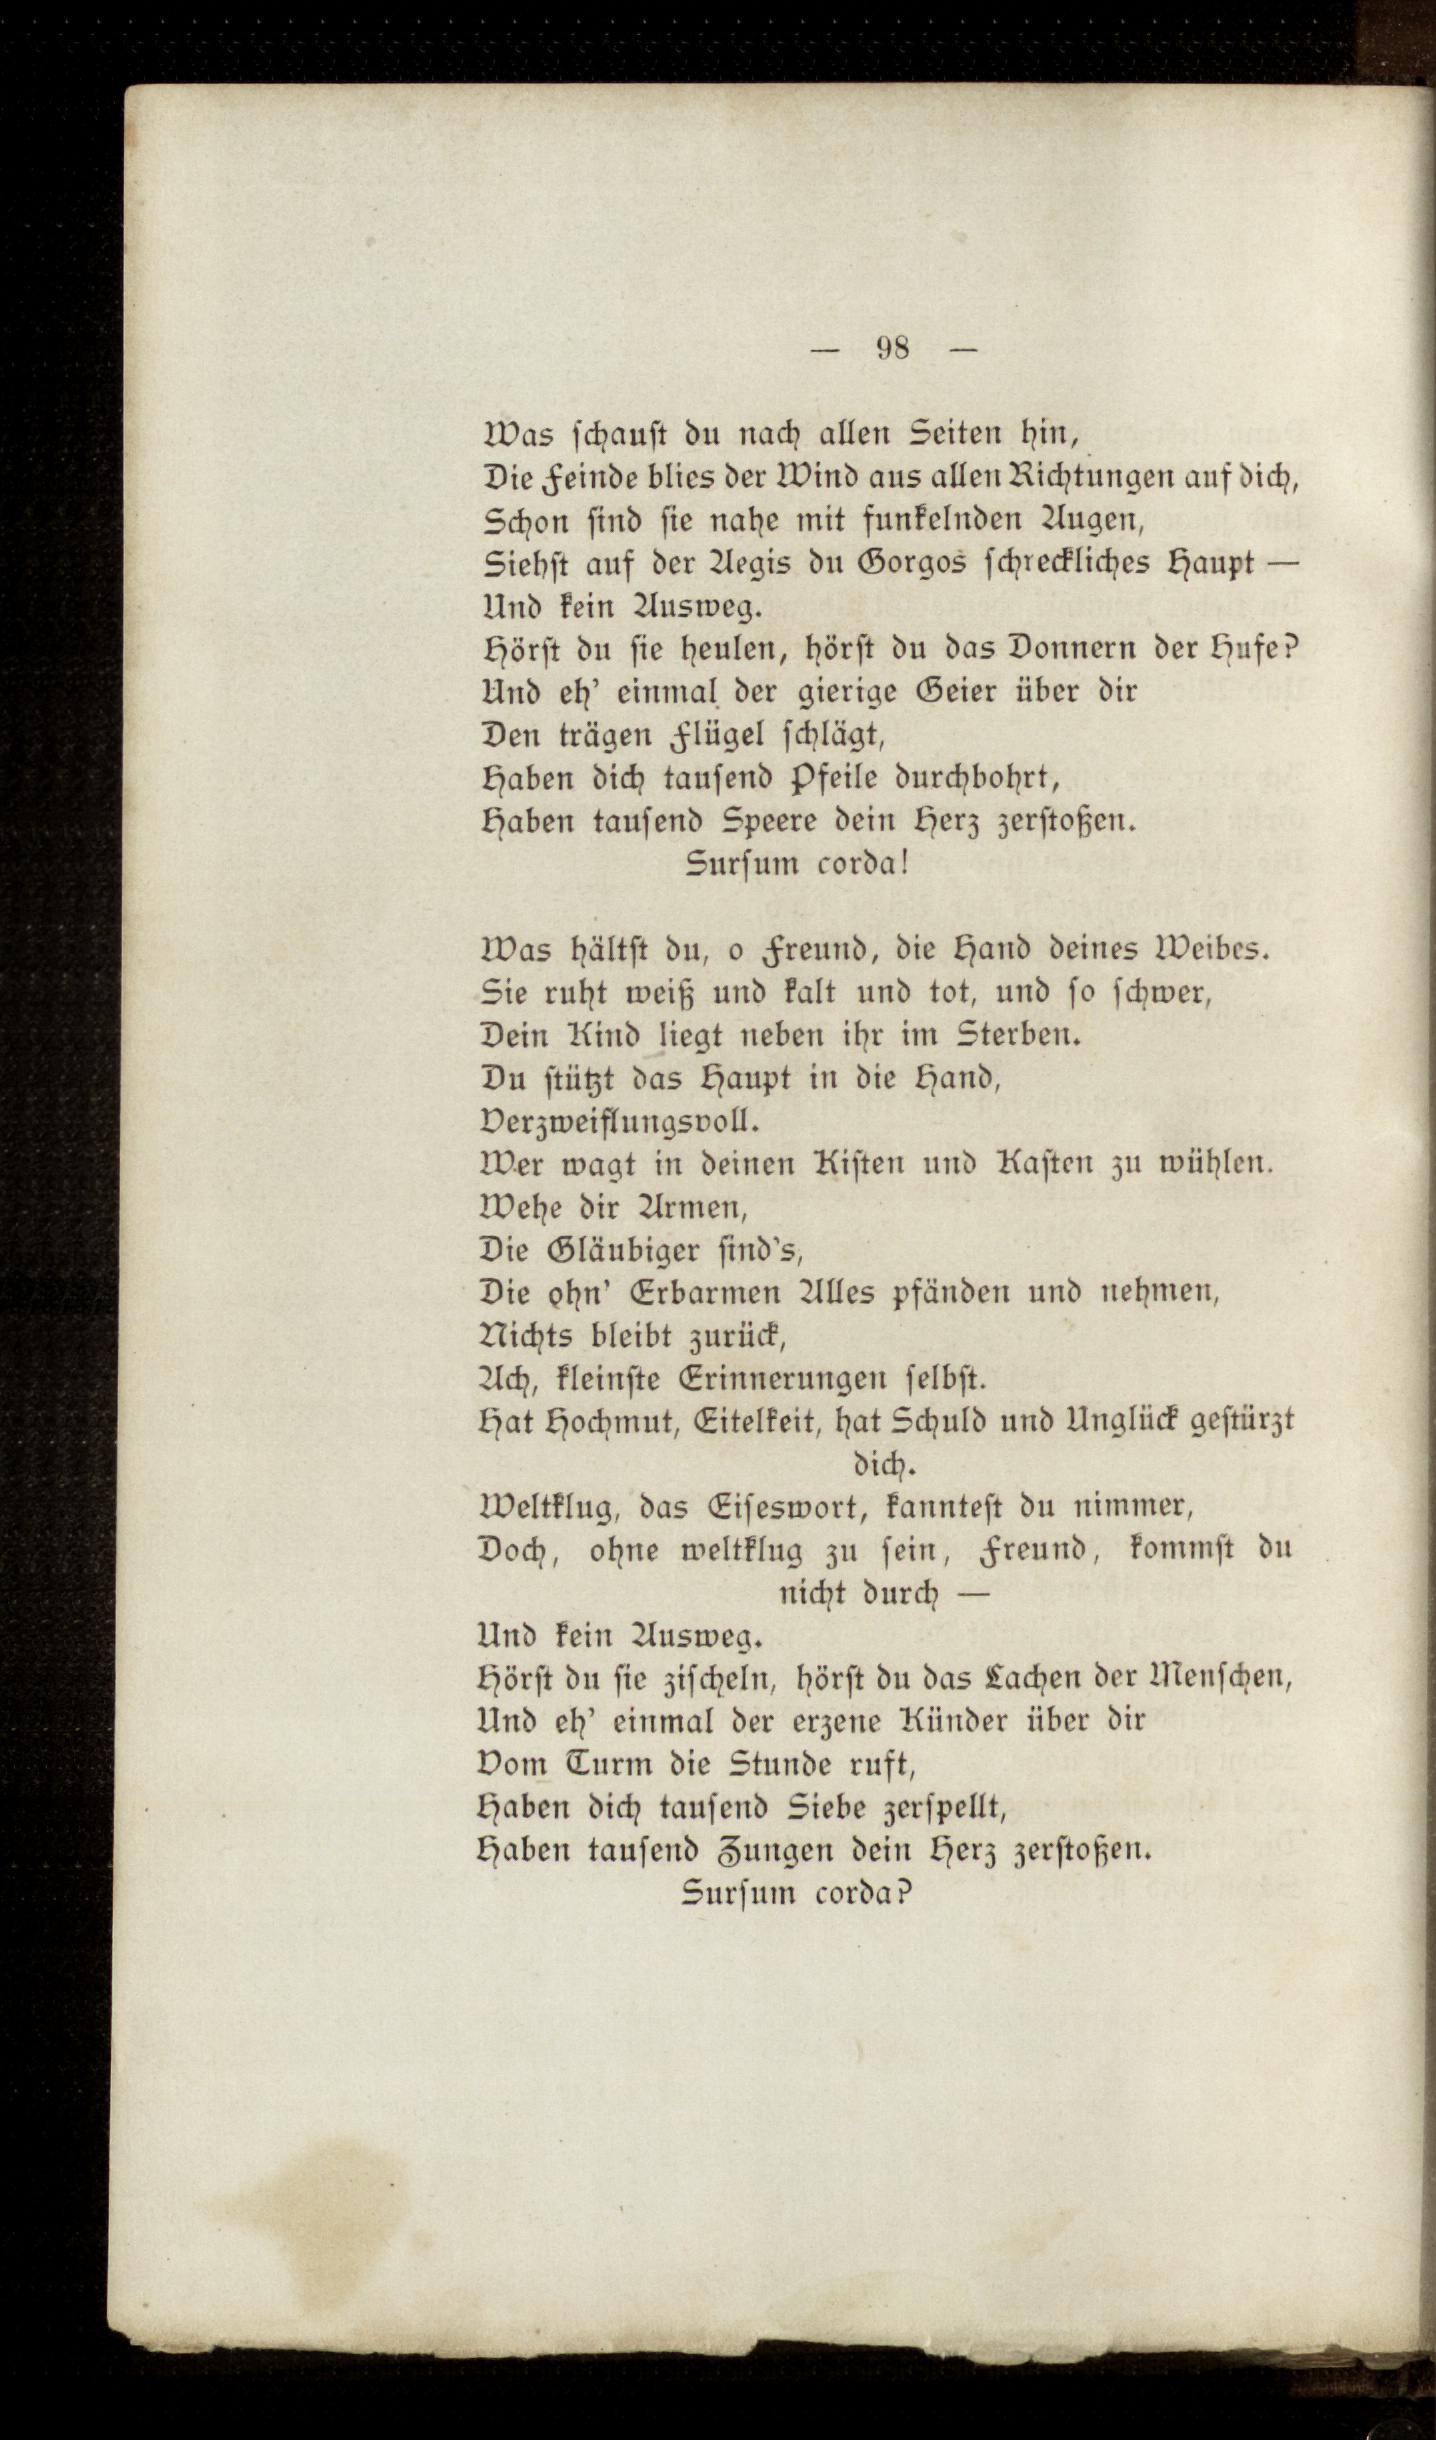 — 98 —
Was schaust du nach allen Seiten hin,
Die Feinde blies der Wind aus allen Richtungen auf dich,
Schon sind sie nahe mit funkelnden Augen,
Siehst auf der Aegis du Gorgos schreckliches Haupt —
Und kein Ausweg.
Hörst du sie heulen, hörst du das Donnern der Hufe?
Und eh' einmal der gierige Geier über dir
Den trägen Flügel schlägt,
Haben dich tausend Pfeile durchbohrt,
Haben tausend Speere dein Herz zerstoßen.
Sursum corda!
Was hältst du, o Freund, die Hand deines Weibes.
Sie ruht weiß und kalt und tot, und so schwer,
Dein Kind liegt neben ihr im Sterben.
Du stützt das Haupt in die Hand,
Verzweiflungsvoll.
Wer wagt in deinen Kisten und Kasten zu wühlen.
Wehe dir Armen,
Die Gläubiger sind's,
Die ohn' Erbarmen Alles pfänden und nehmen,
Nichts bleibt zurück,
Ach, kleinste Erinnerungen selbst.
Hat Hochmut, Eitelkeit, hat Schuld und Unglück gestürzt
dich.
Weltklug, das Eiseswort, kanntest du nimmer,
Doch, ohne weltklug zu sein, Freund, kommst du
nicht durch —
Und kein Ausweg.
Hörst du sie zischeln, hörst du das Lachen der Menschen,
Und eh' einmal der erzene Künder über dir
Vom Turm die Stunde ruft,
Haben dich tausend Siebe zerspellt,
Haben tausend Zungen dein Herz zerstoßen.
Sursum corda?